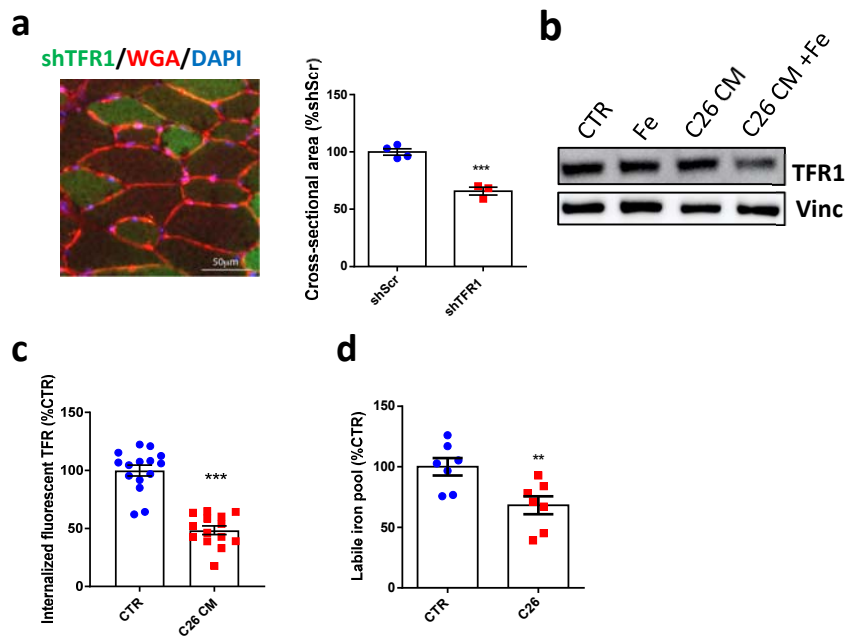 a
shTFR1/WGA/DAPI
50µm
Cross-sectional area (%shScr)
150
100
50
0
shScr
shTFR1
***
b
CTR
Fe
C26 CM
C26 CM +Fe
TFR1
Vinc
c
Internalized fluorescent TFR (%CTR)
150
100
50
0
CTR
C26 CM
***
d
Labile iron pool (%CTR)
150
100
50
0
CTR
C26
**